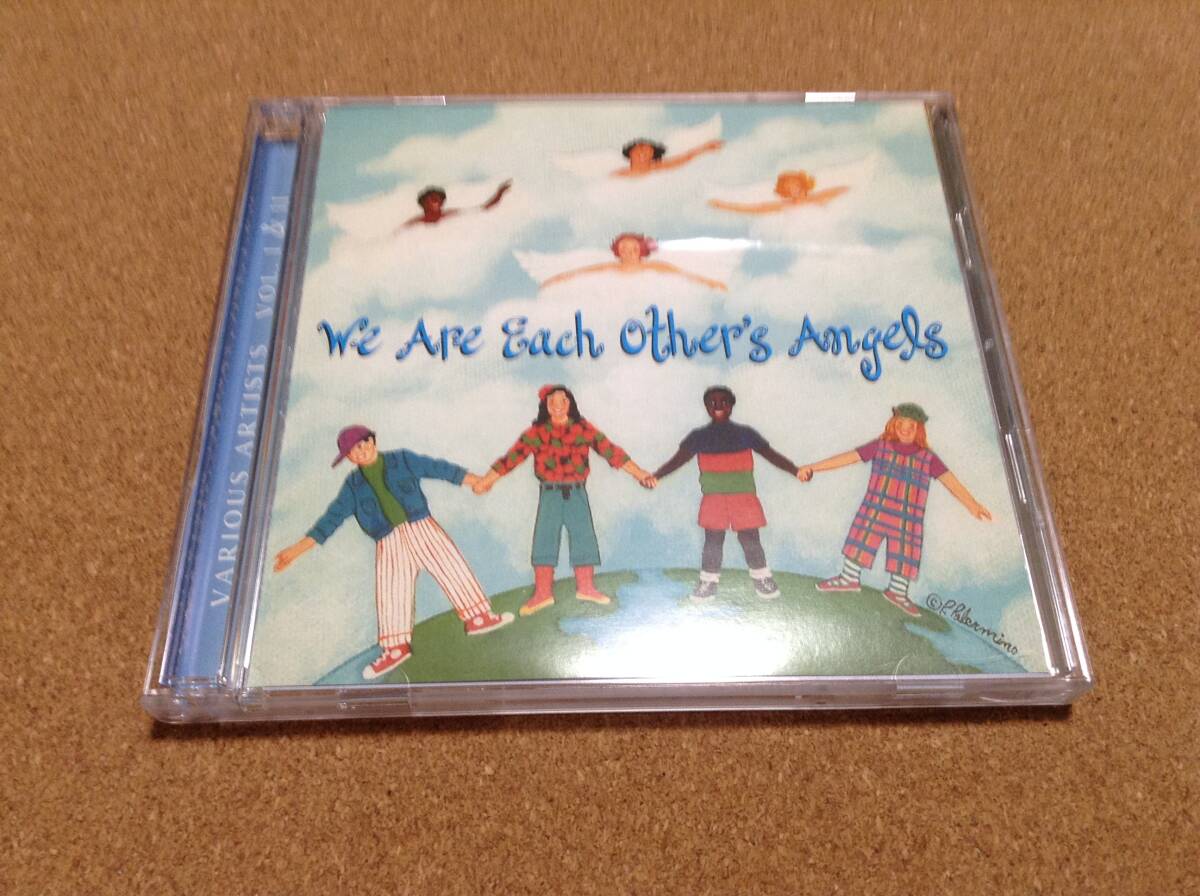 VARIOUS ARTISTS VOL I & II
We Are Each Other's Angels
© P. Palermino